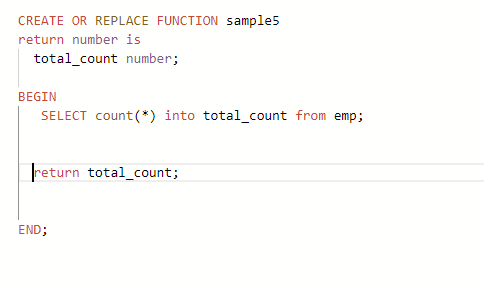 CREATE OR REPLACE FUNCTION sample5
return number is
total_count number;
BEGIN
SELECT count(*) into total_count from emp;
return total_count;
END;